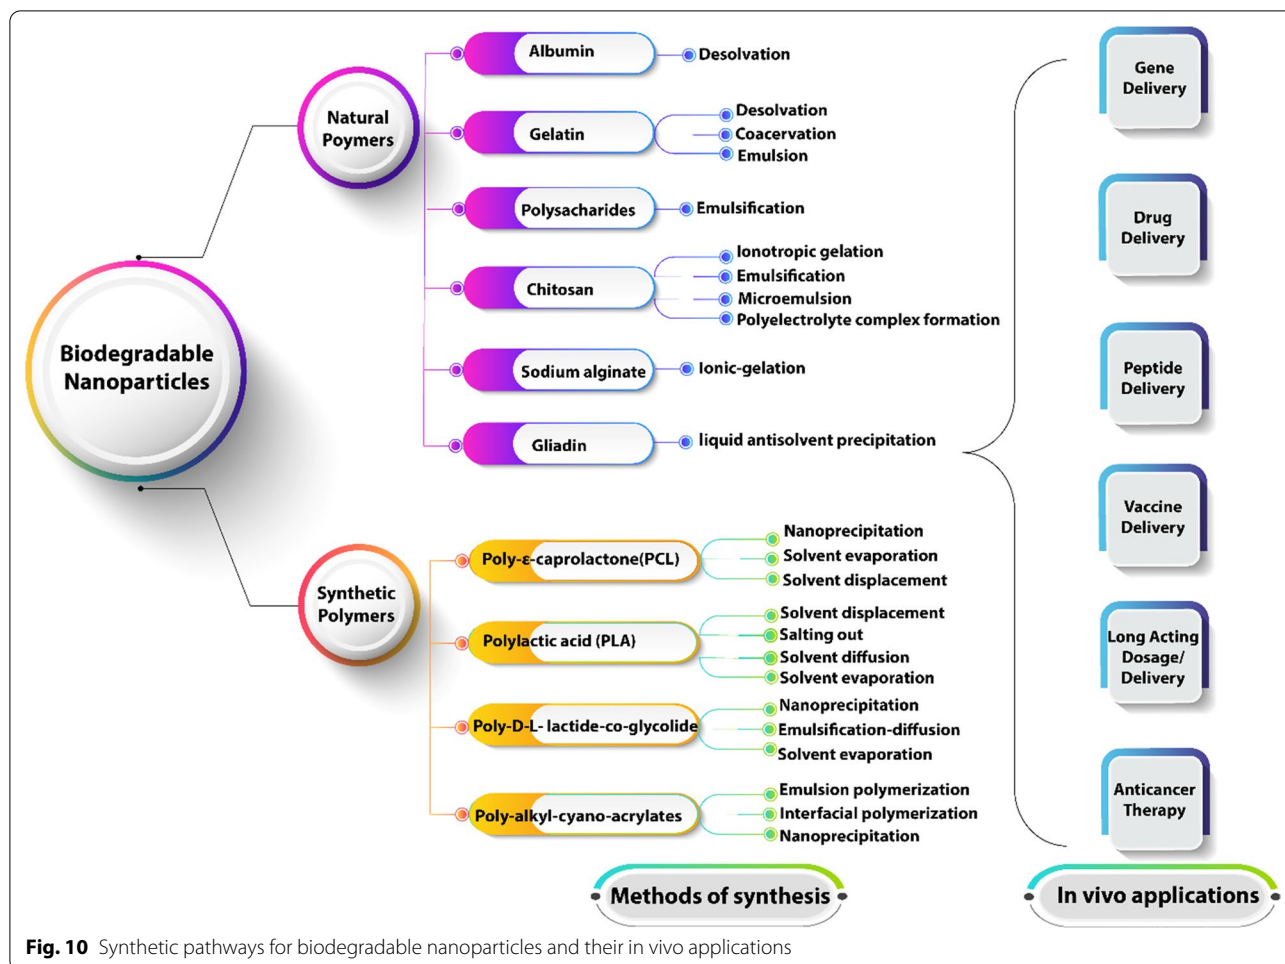 Biodegradable
Nanoparticles
Natural
Poymers
Albumin
Desolvation
Gelatin
Desolvation
Coacervation
Emulsion
Polysacharides
Emulsification
Chitosan
Ionotropic gelation
Emulsification
Microemulsion
Polyelectrolyte complex formation
Sodium alginate
Ionic-gelation
Gliadin
liquid antisolvent precipitation
Synthetic
Polymers
Poly-ε-caprolactone(PCL)
Nanoprecipitation
Solvent evaporation
Solvent displacement
Polylactic acid (PLA)
Solvent displacement
Salting out
Solvent diffusion
Solvent evaporation
Poly-D-L- lactide-co-glycolide
Nanoprecipitation
Emulsification-diffusion
Solvent evaporation
Poly-alkyl-cyano-acrylates
Emulsion polymerization
Interfacial polymerization
Nanoprecipitation
Methods of synthesis
Gene
Delivery
Drug
Delivery
Peptide
Delivery
Vaccine
Delivery
Long Acting
Dosage/
Delivery
Anticancer
Therapy
In vivo applications
Fig. 10 Synthetic pathways for biodegradable nanoparticles and their in vivo applications